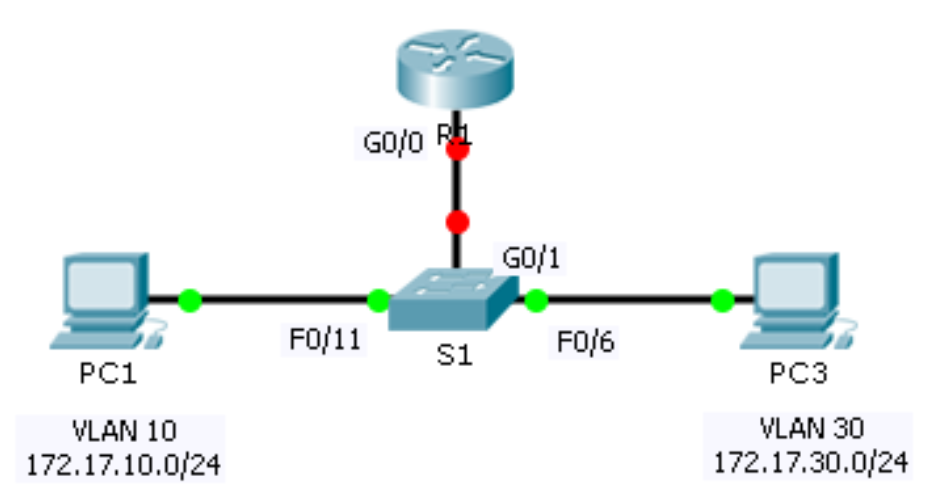 R1
G0/0
G0/1
F0/11
S1
F0/6
PC1
PC3
VLAN 10
172.17.10.0/24
VLAN 30
172.17.30.0/24